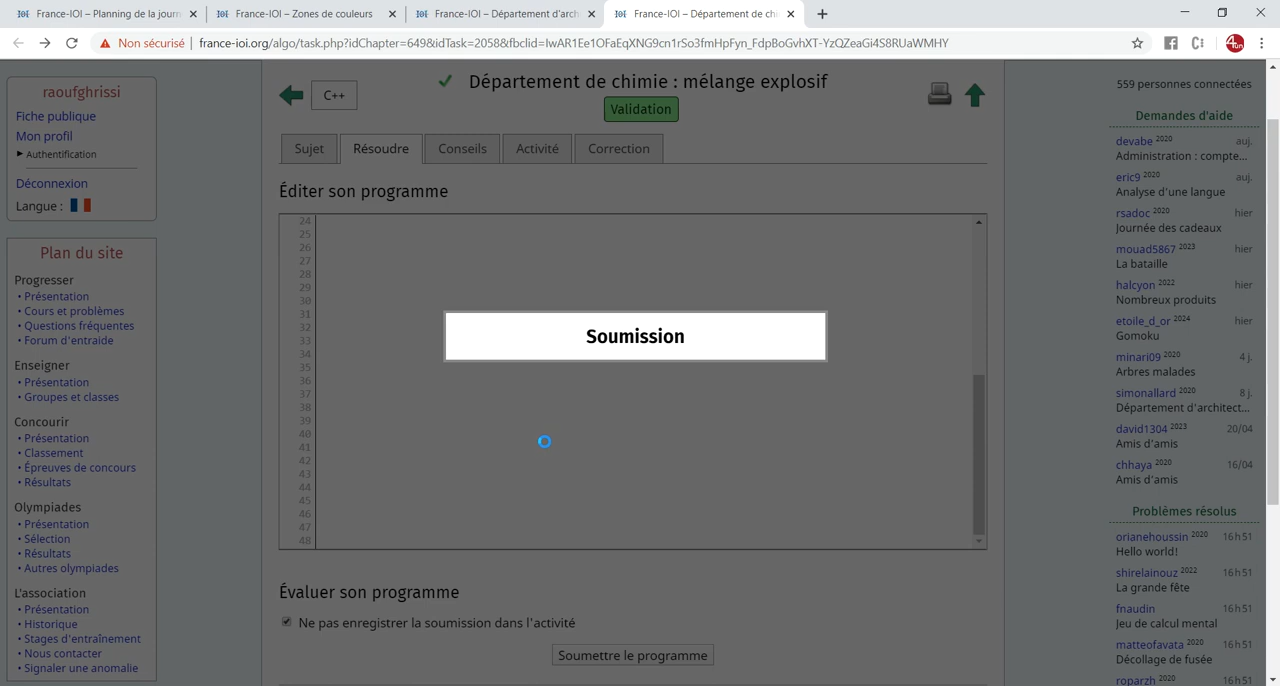 France-IOI – Planning de la journ
France-IOI – Zones de couleurs
France-IOI – Département d'arch
France-IOI – Département de chi
Non sécurisé
france-ioi.org/algo/task.php?idChapter=649&idTask=2058&fbclid=IwAR1Ee1OFaEqXNG9cn1rSo3fmHpFyn_FdpBoGvhXT-YzQZeaGi4S8RUaWMHY
raoufghrissi
Fiche publique
Mon profil
Authentification
Déconnexion
Langue :
Plan du site
Progresser
• Présentation
• Cours et problèmes
• Questions fréquentes
• Forum d'entraide
Enseigner
• Présentation
• Groupes et classes
Concourir
• Présentation
• Classement
• Épreuves de concours
• Résultats
Olympiades
• Présentation
• Sélection
• Résultats
• Autres olympiades
L'association
• Présentation
• Historique
• Stages d'entraînement
• Nous contacter
• Signaler une anomalie
C++
Département de chimie : mélange explosif
Validation
Sujet
Résoudre
Conseils
Activité
Correction
Éditer son programme
24
25
26
27
28
29
30
31
32
33
34
35
36
37
38
39
40
41
42
43
44
45
46
47
48
Soumission
Évaluer son programme
Ne pas enregistrer la soumission dans l'activité
Soumettre le programme
559 personnes connectées
Demandes d'aide
devabe 2020 auj.
Administration : compte...
eric9 2020 auj.
Analyse d'une langue
rsadoc 2020 hier
Journée des cadeaux
mouad5867 2023 hier
La bataille
halcyon 2022 hier
Nombreux produits
etoile_d_or 2024 hier
Gomoku
minari09 2020 4 j.
Arbres malades
simonallard 2020 8 j.
Département d'architect...
david1304 2023 20/04
Amis d'amis
chhaya 2020 16/04
Amis d'amis
Problèmes résolus
orianehoussin 2020 16h51
Hello world!
shirelainouz 2022 16h51
La grande fête
fnaudin 16h51
Jeu de calcul mental
matteofavata 2020 16h51
Décollage de fusée
roparzh 2020 16h51